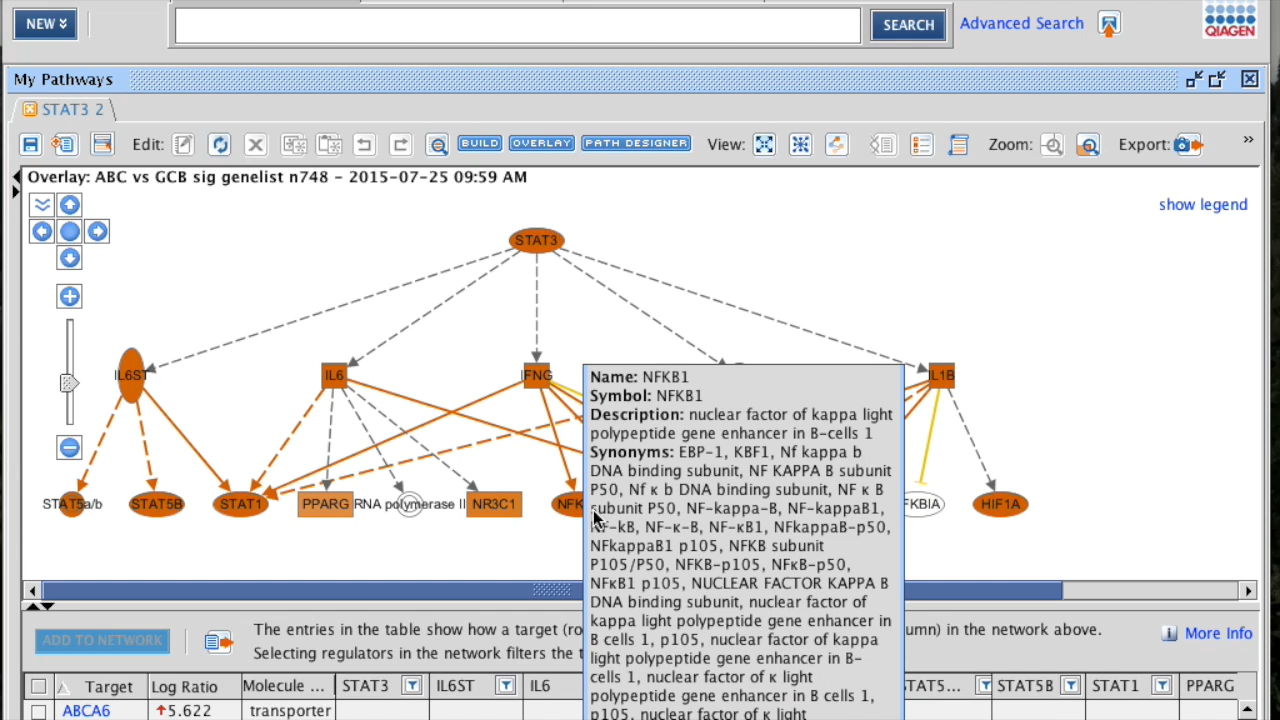 NEW
SEARCH
Advanced Search
QIAGEN
My Pathways
STAT3 2
Edit:
BUILD
OVERLAY
PATH DESIGNER
View:
Zoom:
Export:
»
Overlay: ABC vs GCB sig genelist n748 - 2015-07-25 09:59 AM
show legend
STAT3
IL6ST
IL6
IFNG
IL1B
STAT5a/b
STAT5B
STAT1
PPARG
RNA polymerase II
NR3C1
NFK
FKBIA
HIF1A
Name: NFKB1
Symbol: NFKB1
Description: nuclear factor of kappa light
polypeptide gene enhancer in B-cells 1
Synonyms: EBP-1, KBF1, Nf kappa b
DNA binding subunit, NF KAPPA B subunit
P50, Nf κ b DNA binding subunit, NF κ B
subunit P50, NF-kappa-B, NF-kappaB1,
NF-kB, NF-κ-B, NF-κB1, NFkappaB-p50,
NFkappaB1 p105, NFKB subunit
P105/P50, NFKB-p105, NFκB-p50,
NFκB1 p105, NUCLEAR FACTOR KAPPA B
DNA binding subunit, nuclear factor of
kappa light polypeptide gene enhancer in
B cells 1, p105, nuclear factor of kappa
light polypeptide gene enhancer in B-
cells 1, nuclear factor of κ light
polypeptide gene enhancer in B cells 1,
p105, nuclear factor of κ light
ADD TO NETWORK
The entries in the table show how a target (ro
umn) in the network above.
Selecting regulators in the network filters the t
More Info
Target
Log Ratio
Molecule ...
STAT3
IL6ST
IL6
STAT5...
STAT5B
STAT1
PPARG
ABCA6
5.622
transporter